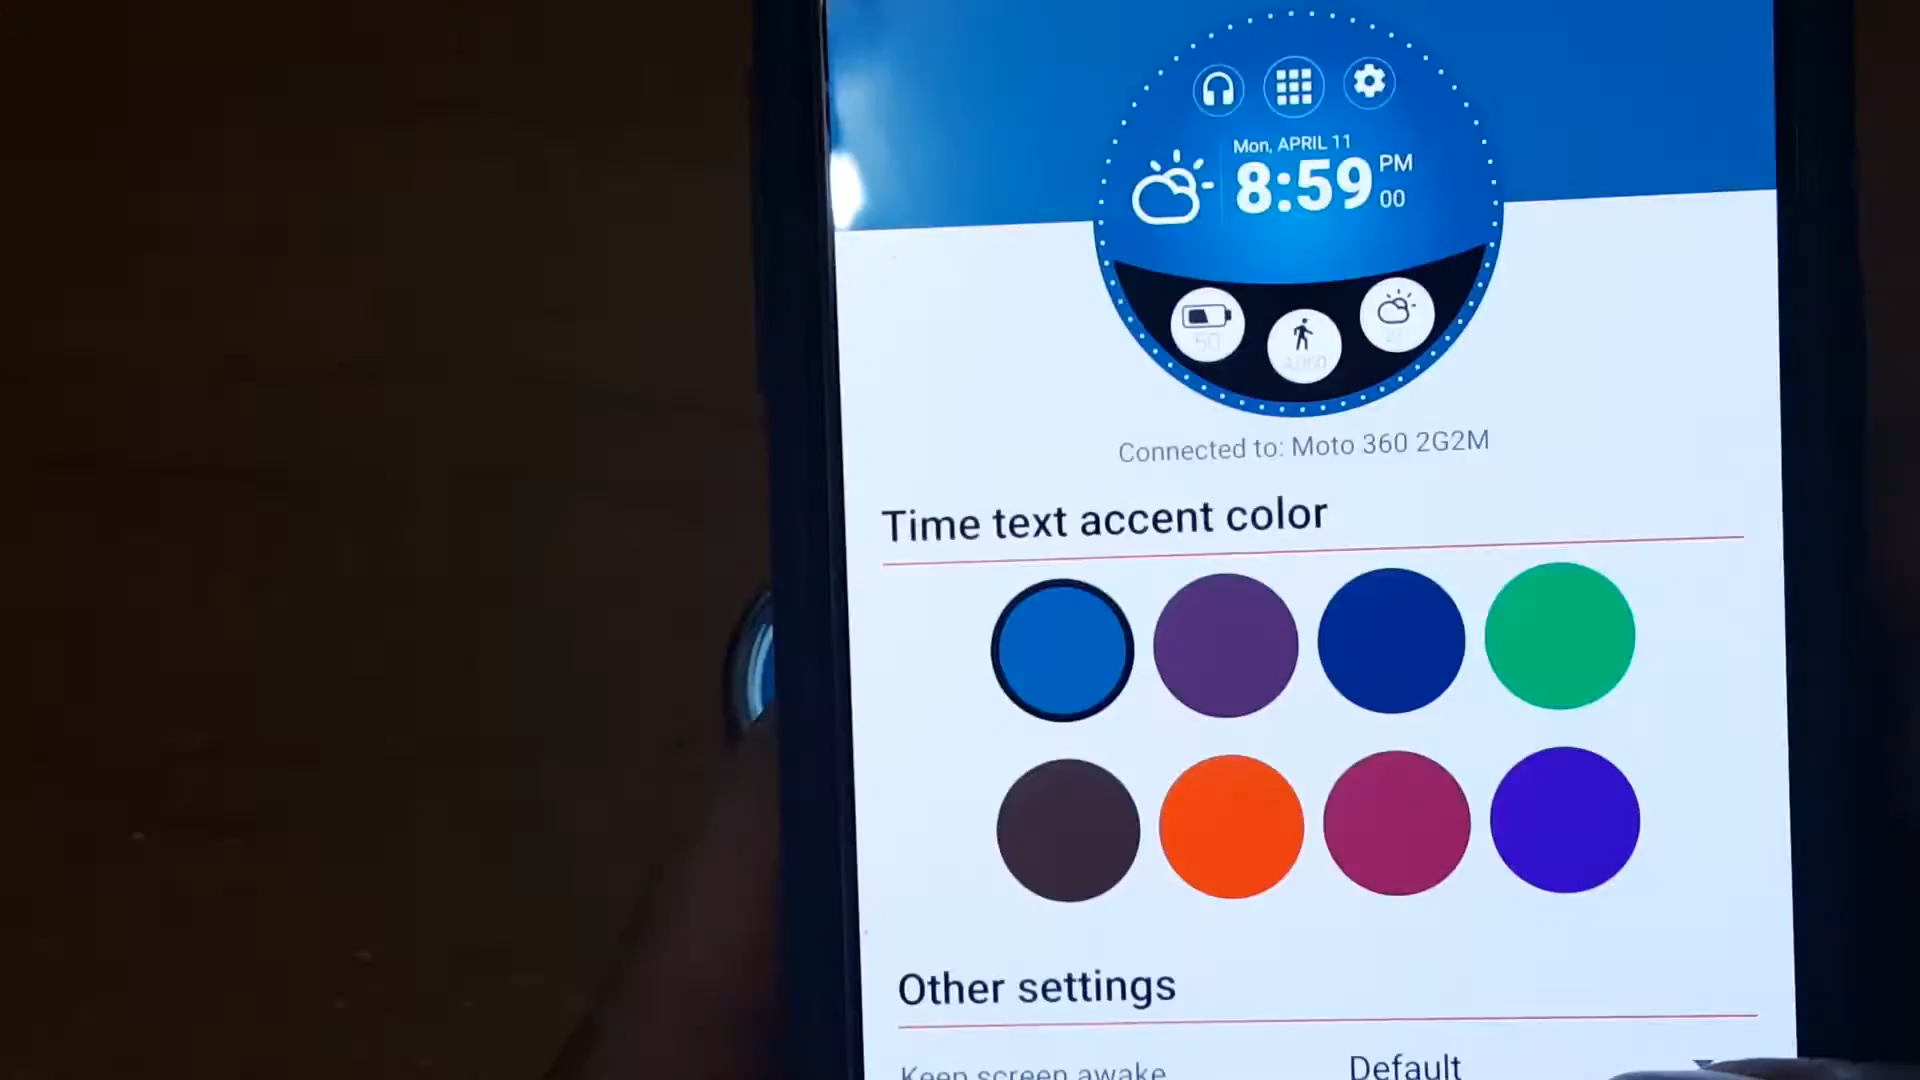 Mon, APRIL 11
8:59 PM
00
50
Connected to: Moto 360 2G2M
Time text accent color
Other settings
Keep screen awake Default